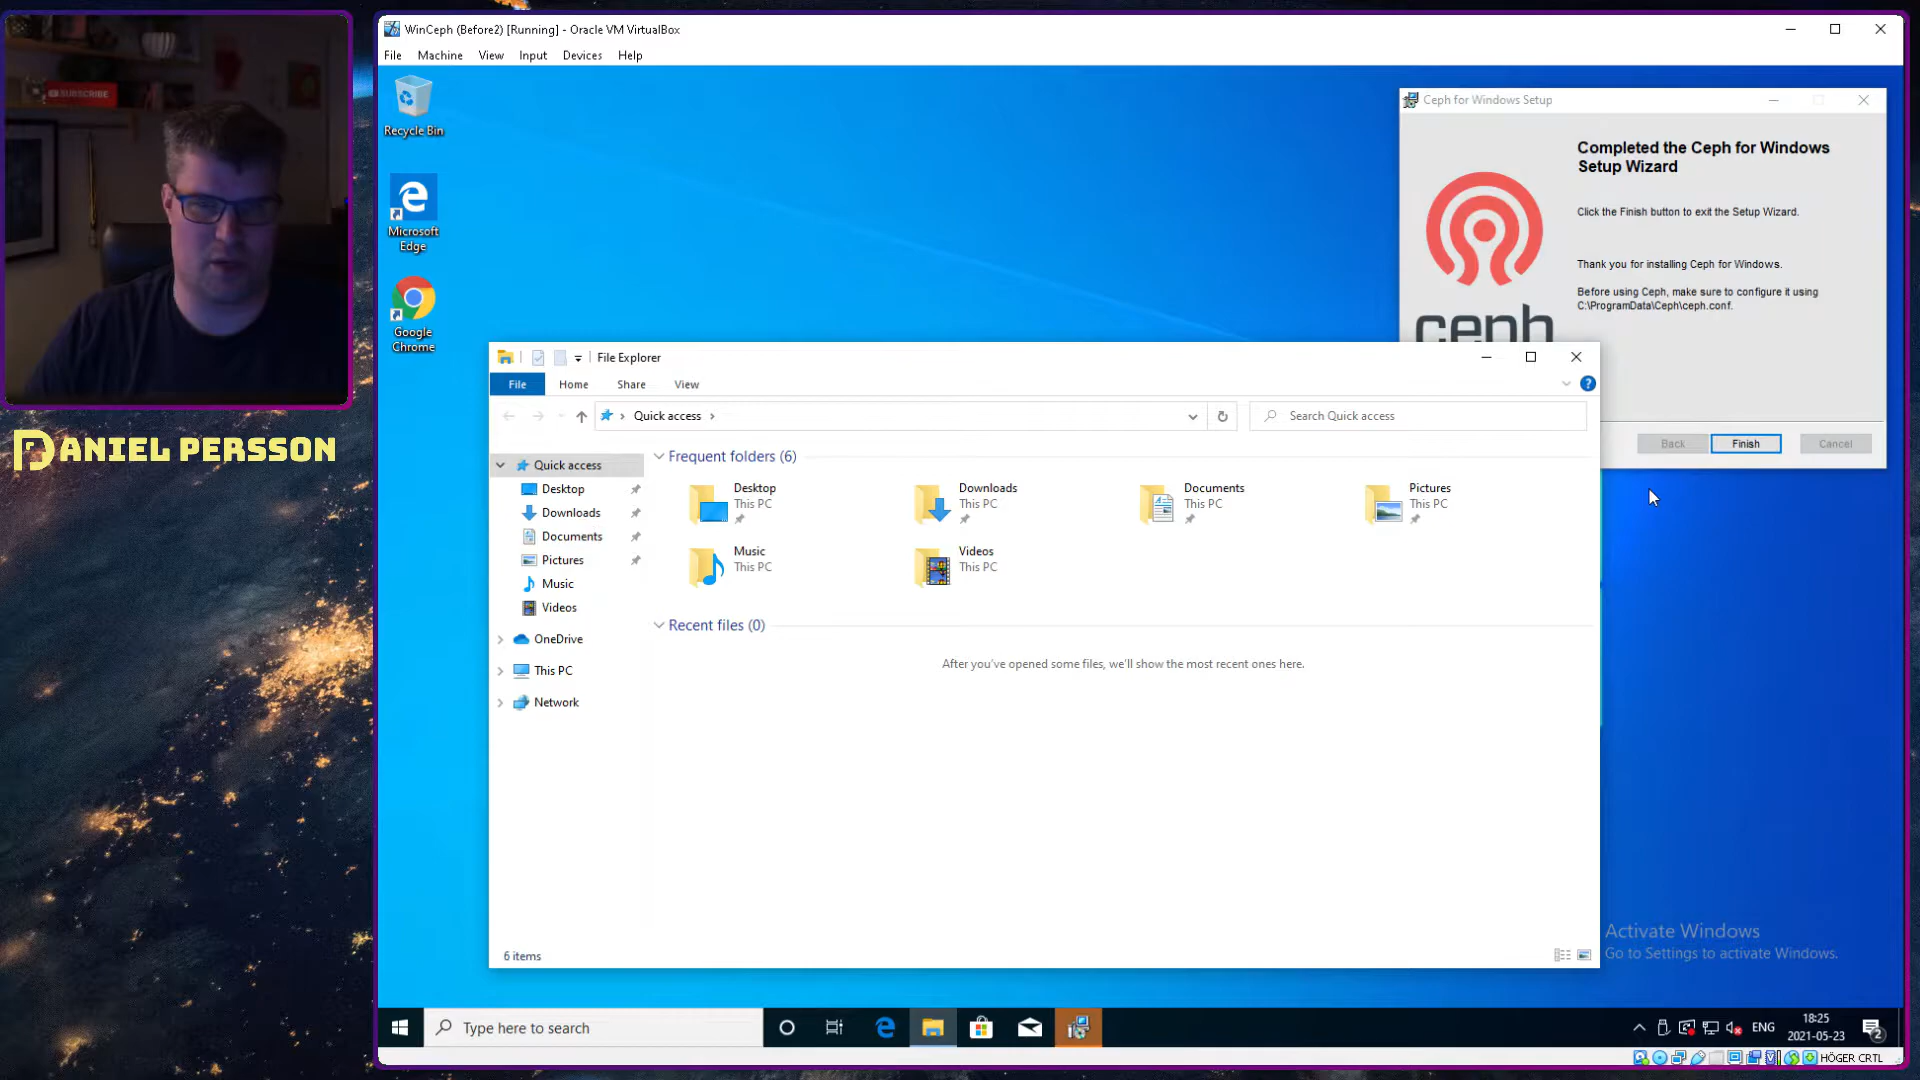 SUBSCRIBE
DANIEL PERSSON
WinCeph (Before2) [Running] - Oracle VM VirtualBox
File Machine View Input Devices Help
Recycle Bin
Microsoft
Edge
Google
Chrome
Ceph for Windows Setup
Completed the Ceph for Windows
Setup Wizard
Click the Finish button to exit the Setup Wizard.
Thank you for installing Ceph for Windows.
Before using Ceph, make sure to configure it using
C:\ProgramData\Ceph\ceph.conf.
ceph
Back Finish Cancel
File Explorer
File Home Share View
Quick access
Search Quick access
Quick access
Desktop
Downloads
Documents
Pictures
Music
Videos
OneDrive
This PC
Network
Frequent folders (6)
Desktop
This PC
Downloads
This PC
Documents
This PC
Pictures
This PC
Music
This PC
Videos
This PC
Recent files (0)
After you've opened some files, we'll show the most recent ones here.
6 items
Activate Windows
Go to Settings to activate Windows.
Type here to search
ENG
18:25
2021-05-23
2
HÖGER CRTL